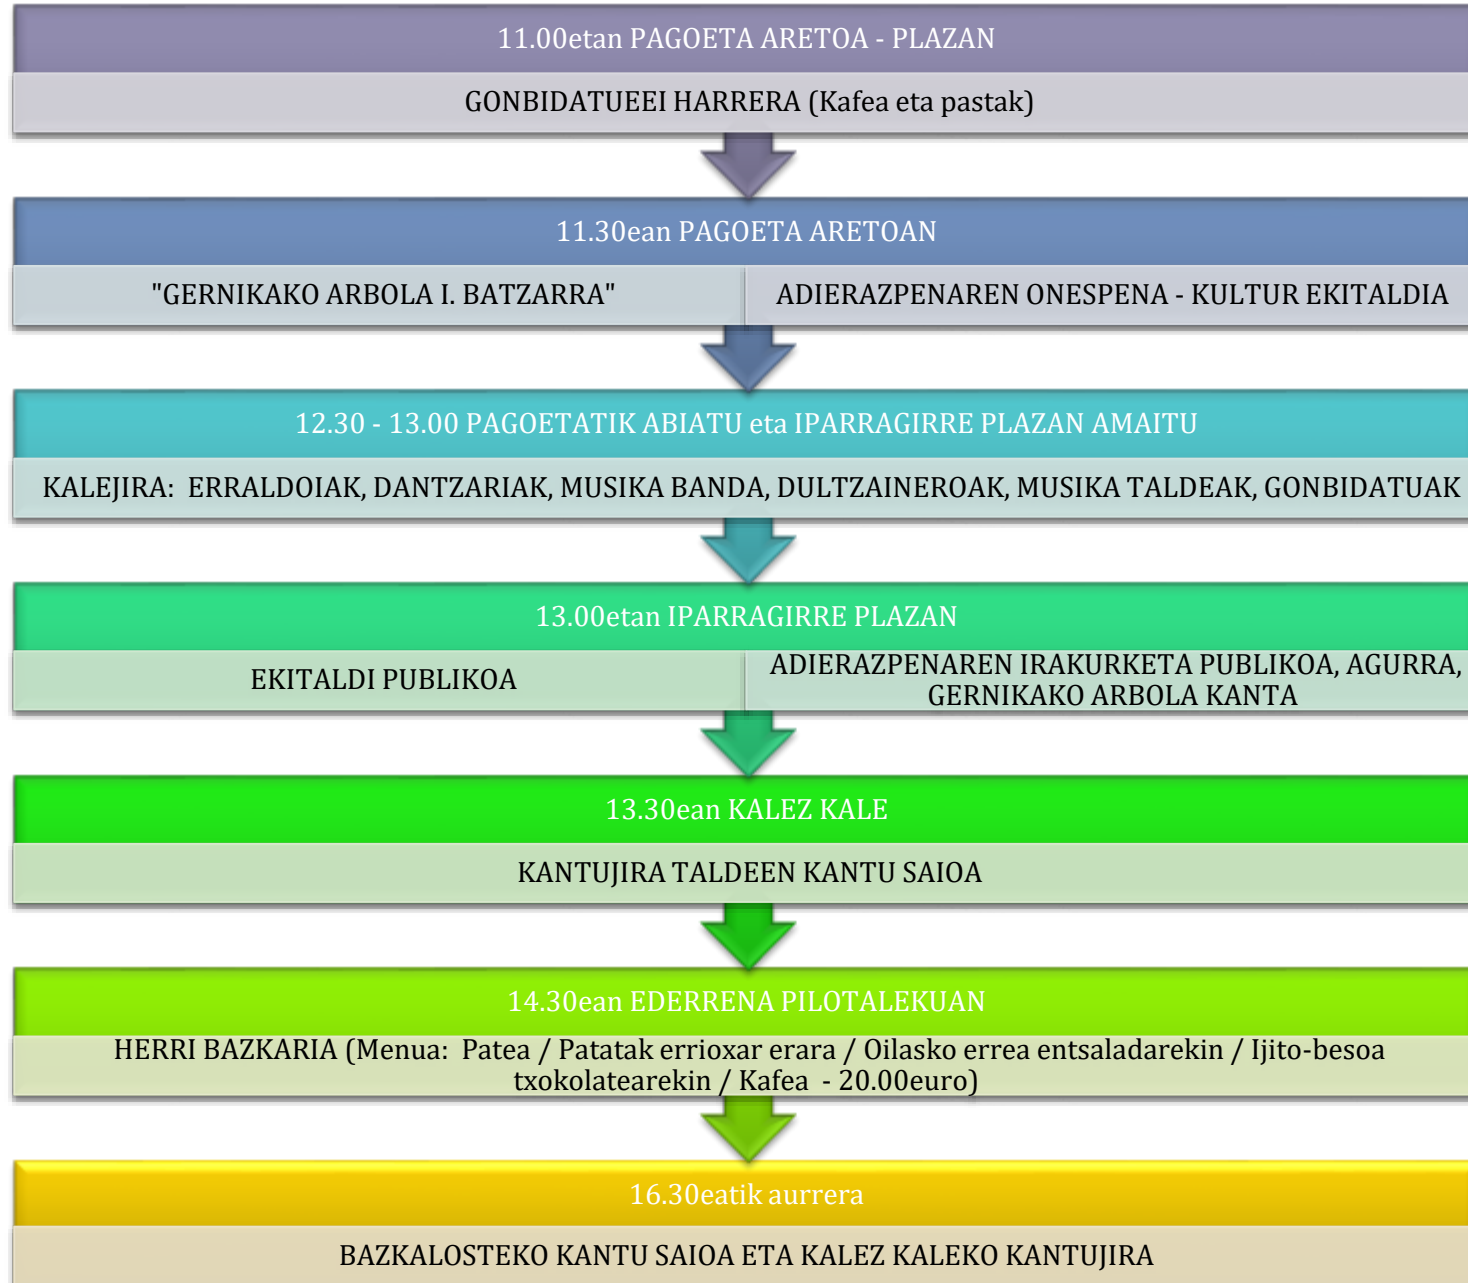 11.00etan PAGOETA ARETOA - PLAZAN
GONBIDATUEEI HARRERA (Kafea eta pastak)
11.30ean PAGOETA ARETOAN
"GERNIKAKO ARBOLA I. BATZARRA"
ADIERAZPENAREN ONESPENA - KULTUR EKITALDIA
12.30 - 13.00 PAGOETATIK ABIATU eta IPARRAGIRRE PLAZAN AMAITU
KALEJIRA:  ERRALDOIAK, DANTZARIAK, MUSIKA BANDA, DULTZAINEROAK, MUSIKA TALDEAK, GONBIDATUAK
13.00etan IPARRAGIRRE PLAZAN
EKITALDI PUBLIKOA
ADIERAZPENAREN IRAKURKETA PUBLIKOA, AGURRA,
GERNIKAKO ARBOLA KANTA
13.30ean KALEZ KALE
KANTUJIRA TALDEEN KANTU SAIOA
14.30ean EDERRENA PILOTALEKUAN
HERRI BAZKARIA (Menua:  Patea / Patatak errioxar erara / Oilasko errea entsaladarekin / Ijito-besoa
txokolatearekin / Kafea  - 20.00euro)
16.30eatik aurrera
BAZKALOSTEKO KANTU SAIOA ETA KALEZ KALEKO KANTUJIRA